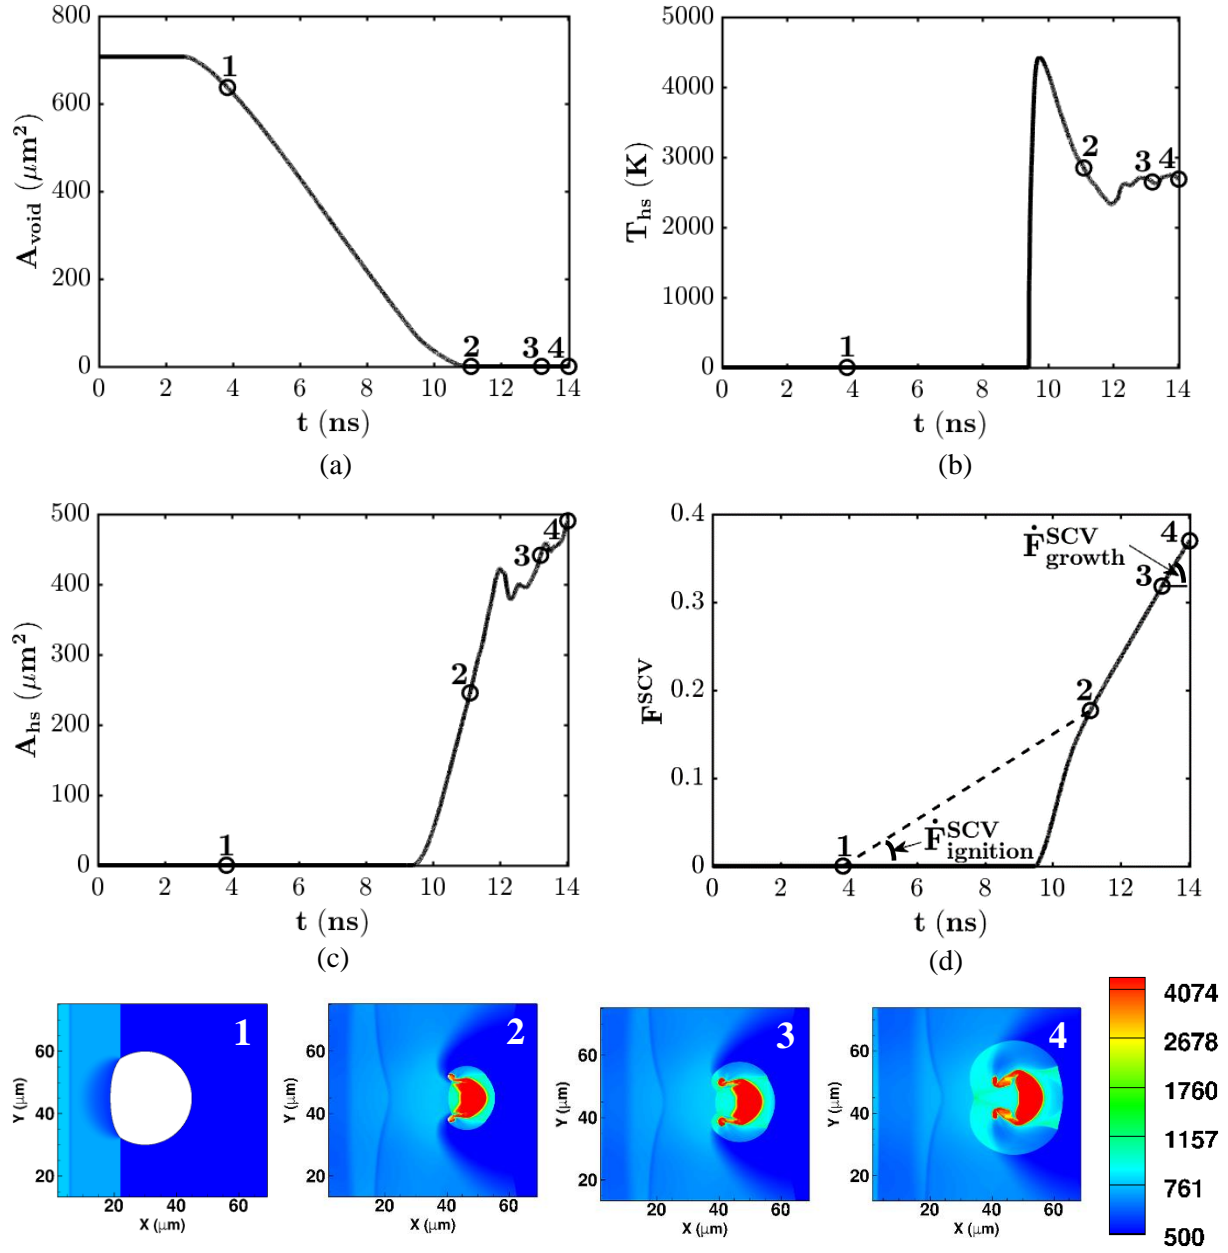 800
600
400
200
0
0 2 4 6 8 10 12 14
A_void (μm²)
t (ns)
1
2
3 4
(a)
5000
4000
3000
2000
1000
0
0 2 4 6 8 10 12 14
T_hs (K)
t (ns)
1
2
3 4
(b)
500
400
300
200
100
0
0 2 4 6 8 10 12 14
A_hs (μm²)
t (ns)
1
2
3
4
(c)
0.4
0.3
0.2
0.1
0
0 2 4 6 8 10 12 14
F^SCV
t (ns)
1
2
3
4
Ḟ^SCV_growth
Ḟ^SCV_ignition
(d)
1
60
40
20
Y (μm)
20 40 60
X (μm)
2
60
40
20
Y (μm)
20 40 60
X (μm)
3
60
40
20
Y (μm)
20 40 60
X (μm)
4
60
40
20
Y (μm)
20 40 60
X (μm)
4074
2678
1760
1157
761
500